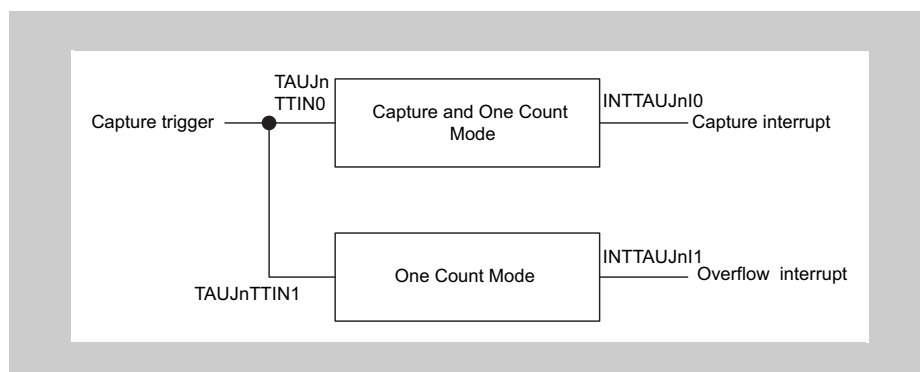 TAUJn
TTIN0
Capture trigger
Capture and One Count
Mode
INTTAUJnI0
Capture interrupt
TAUJnTTIN1
One Count Mode
INTTAUJnI1
Overflow interrupt